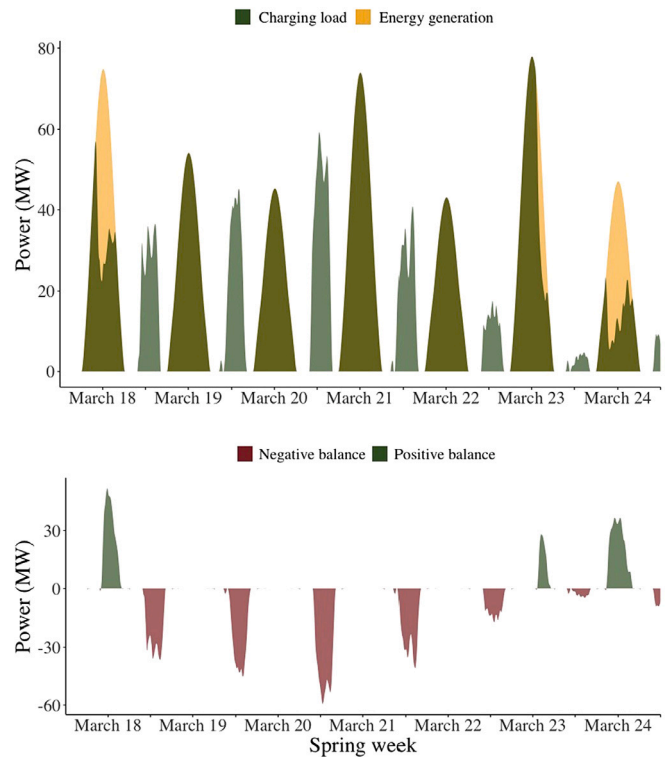 Charging load Energy generation
Power (MW)
80
60
40
20
0
March 18 March 19 March 20 March 21 March 22 March 23 March 24
Negative balance Positive balance
Power (MW)
30
0
-30
-60
March 18 March 19 March 20 March 21 March 22 March 23 March 24
Spring week